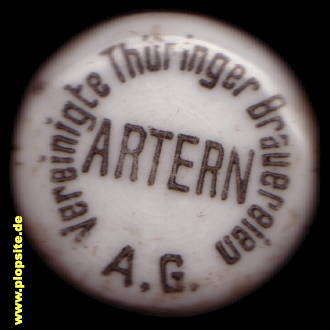 Vereinigte Thüringer Brauereien
ARTERN
A.G.
www.plopsite.de